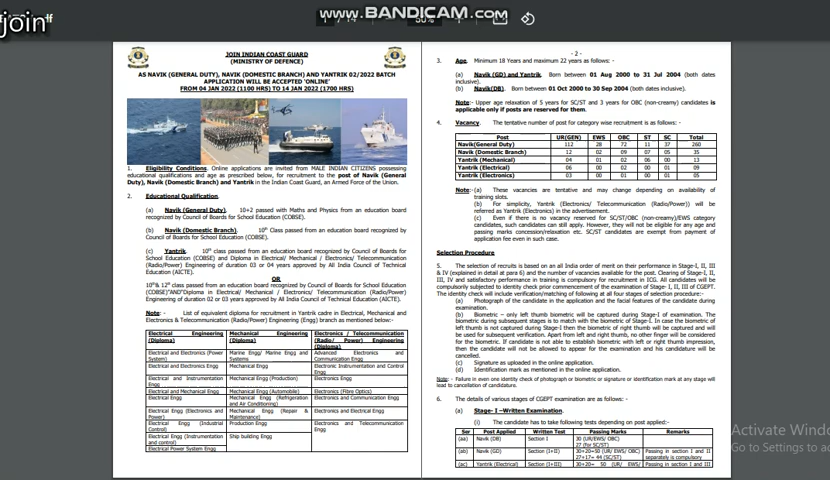 www.BANDICAM.com
join
df
1 / 14
50%
JOIN INDIAN COAST GUARD
(MINISTRY OF DEFENCE)
AS NAVIK (GENERAL DUTY), NAVIK (DOMESTIC BRANCH) AND YANTRIK 02/2022 BATCH
APPLICATION WILL BE ACCEPTED 'ONLINE'
FROM 04 JAN 2022 (1100 HRS) TO 14 JAN 2022 (1700 HRS)
1. Eligibility Conditions. Online applications are invited from MALE INDIAN CITIZENS possessing
educational qualifications and age as prescribed below, for recruitment to the post of Navik (General
Duty), Navik (Domestic Branch) and Yantrik in the Indian Coast Guard, an Armed Force of the Union.
2. Educational Qualification.
(a) Navik (General Duty). 10+2 passed with Maths and Physics from an education board
recognized by Council of Boards for School Education (COBSE).
(b) Navik (Domestic Branch). 10th Class passed from an education board recognized by
Council of Boards for School Education (COBSE).
(c) Yantrik. 10th class passed from an education board recognized by Council of Boards for
School Education (COBSE) and Diploma in Electrical/ Mechanical / Electronics/ Telecommunication
(Radio/Power) Engineering of duration 03 or 04 years approved by All India Council of Technical
Education (AICTE).
OR
10th & 12th class passed from an education board recognized by Council of Boards for School Education
(COBSE)"AND"Diploma in Electrical/ Mechanical / Electronics/ Telecommunication (Radio/Power)
Engineering of duration 02 or 03 years approved by All India Council of Technical Education (AICTE).
Note: - List of equivalent diploma for recruitment in Yantrik cadre in Electrical, Mechanical and
Electronics & Telecommunication (Radio/Power) Engineering (Engg) branch as mentioned below:-
Electrical Engineering (Diploma) Mechanical Engineering (Diploma) Electronics / Telecommunication (Radio/ Power) Engineering (Diploma)
Electrical and Electronics (Power System) Marine Engg/ Marine Engg and Systems Advanced Electronics and Communication Engg
Electrical and Electronics Engg Mechanical Engg Electronic Instrumentation and Control Engg
Electrical and Instrumentation Engg Mechanical Engg (Production) Electronics Engg
Electrical and Mechanical Engg Mechanical Engg (Automobile) Electronics (Fibre Optics)
Electrical Engg Mechanical Engg (Refrigeration and Air Conditioning) Electronics and Communication Engg
Electrical Engg (Electronics and Power) Mechanical Engg (Repair & Maintenance) Electronics and Electrical Engg
Electrical Engg (Industrial Control) Production Engg Electronics and Telecommunication Engg
Electrical Engg (Instrumentation and control) Ship building Engg
Electrical Power System Engg
- 2 -
3. Age. Minimum 18 Years and maximum 22 years as follows: -
(a) Navik (GD) and Yantrik. Born between 01 Aug 2000 to 31 Jul 2004 (both dates
inclusive).
(b) Navik(DB). Born between 01 Oct 2000 to 30 Sep 2004 (both dates inclusive).
Note:- Upper age relaxation of 5 years for SC/ST and 3 years for OBC (non-creamy) candidates is
applicable only if posts are reserved for them.
4. Vacancy. The tentative number of post for category wise recruitment is as follows: -
Post UR(GEN) EWS OBC ST SC Total
Navik(General Duty) 112 28 72 11 37 260
Navik (Domestic Branch) 12 02 09 07 05 35
Yantrik (Mechanical) 04 01 02 06 00 13
Yantrik (Electrical) 06 00 02 00 01 09
Yantrik (Electronics) 03 00 01 00 01 05
Note:-(a) These vacancies are tentative and may change depending on availability of
training slots.
(b) For simplicity, Yantrik (Electronics/ Telecommunication (Radio/Power)) will be
referred as Yantrik (Electronics) in the advertisement.
(c) Even if there is no vacancy reserved for SC/ST/OBC (non-creamy)/EWS category
candidates, such candidates can still apply. However, they will not be eligible for any age and
passing marks concession/relaxation etc. SC/ST candidates are exempt from payment of
application fee even in such case.
Selection Procedure
5. The selection of recruits is based on an all India order of merit on their performance in Stage-I, II, III
& IV (explained in detail at para 6) and the number of vacancies available for the post. Clearing of Stage-I, II,
III, IV and satisfactory performance in training is compulsory for recruitment in ICG. All candidates will be
compulsorily subjected to identity check prior commencement of the examination of Stage- I, II, III of CGEPT.
The identity check will include verification/matching of following at all four stages of selection procedure:-
(a) Photograph of the candidate in the application and the facial features of the candidate during
examination.
(b) Biometric – only left thumb biometric will be captured during Stage-I of examination. The
biometric during subsequent stages is to match with the biometric of Stage-I. In case the biometric of
left thumb is not captured during Stage-I then the biometric of right thumb will be captured and will
be used for subsequent verification. Apart from left and right thumb, no other finger will be considered
for the biometric. If candidate is not able to establish biometric with left or right thumb impression,
then the candidate will not be allowed to appear for the examination and his candidature will be
cancelled.
(c) Signature as uploaded in the online application.
(d) Identification mark as mentioned in the online application.
Note: - Failure in even one identity check of photograph or biometric or signature or identification mark at any stage will
lead to cancellation of candidature.
6. The details of various stages of CGEPT examination are as follows: -
(a) Stage- I –Written Examination.
(i) The candidate has to take following tests depending on post applied:-
Ser Post Applied Written Test Passing Marks Remarks
(aa) Navik (DB) Section I 30 (UR/EWS/ OBC) 27 (for SC/ST)
(ab) Navik (GD) Section (I+II) 30+20=50 (UR/ EWS/ OBC) 27+17= 44 (SC/ST) Passing in section I and II separately is compulsory
(ac) Yantrik (Electrical) Section (I+III) 30+20= 50 (UR/ EWS/ Passing in section I and III
Activate Windo
Go to Settings to a